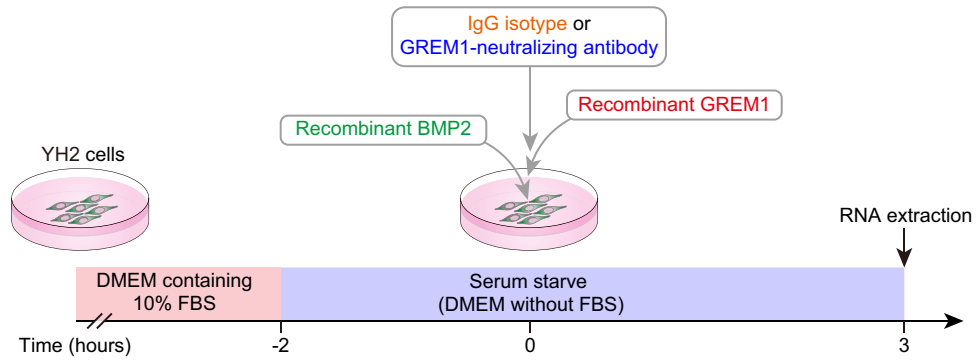 IgG isotype or
GREM1-neutralizing antibody
Recombinant GREM1
Recombinant BMP2
YH2 cells
RNA extraction
DMEM containing
10% FBS
Serum starve
(DMEM without FBS)
Time (hours)
-2
0
3